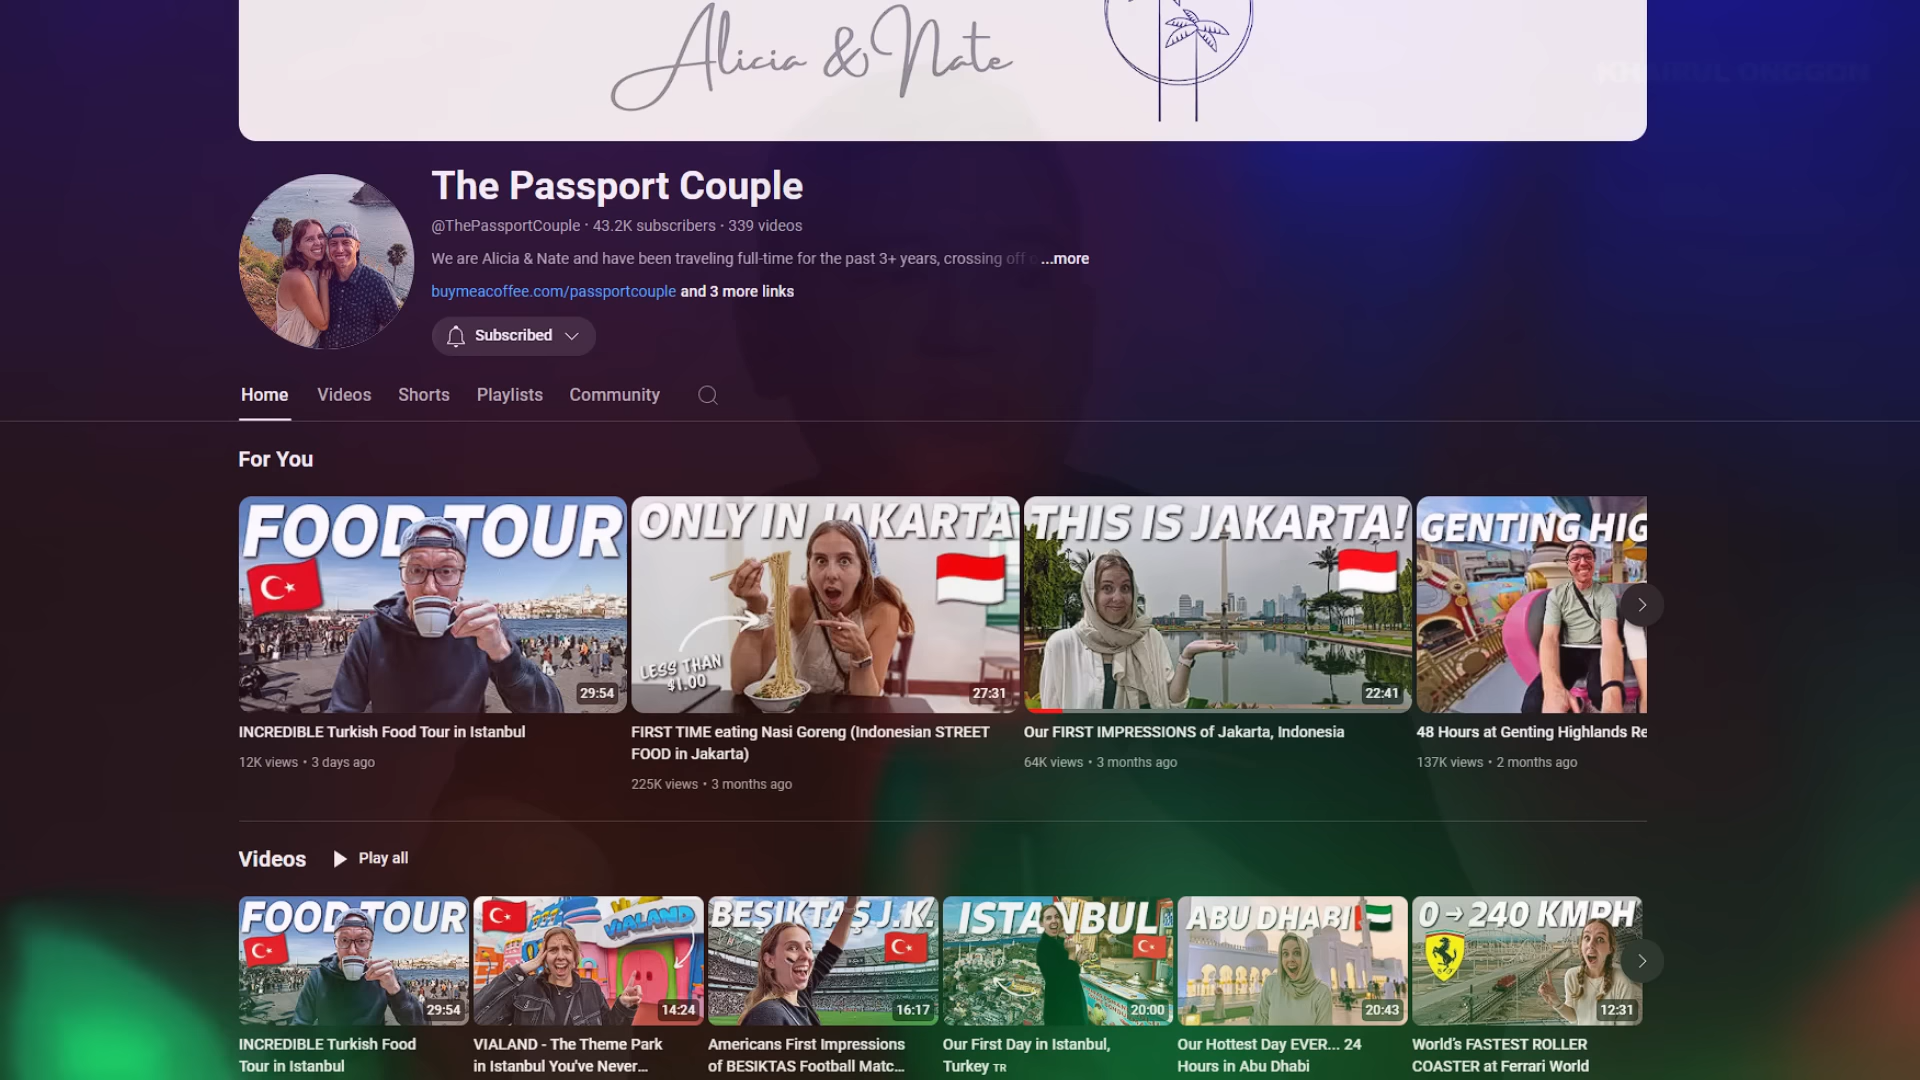 Alicia & Nate
KHAIRUL ONGGON
The Passport Couple
@ThePassportCouple · 43.2K subscribers · 339 videos
We are Alicia & Nate and have been traveling full-time for the past 3+ years, crossing off ...more
buymeacoffee.com/passportcouple and 3 more links
Subscribed
Home Videos Shorts Playlists Community
For You
FOOD TOUR
29:54
ONLY IN JAKARTA
LESS THAN
$1.00
27:31
THIS IS JAKARTA!
22:41
GENTING HIG
INCREDIBLE Turkish Food Tour in Istanbul
12K views • 3 days ago
FIRST TIME eating Nasi Goreng (Indonesian STREET
FOOD in Jakarta)
225K views • 3 months ago
Our FIRST IMPRESSIONS of Jakarta, Indonesia
64K views • 3 months ago
48 Hours at Genting Highlands Re
137K views • 2 months ago
Videos Play all
FOOD TOUR
29:54
VIALAND
14:24
BEŞIKTAŞ J.K.
16:17
ISTANBUL
20:00
ABU DHABI
20:43
0→240 KMPH
12:31
INCREDIBLE Turkish Food
Tour in Istanbul
VIALAND - The Theme Park
in Istanbul You've Never...
Americans First Impressions
of BESIKTAS Football Matc...
Our First Day in Istanbul,
Turkey TR
Our Hottest Day EVER... 24
Hours in Abu Dhabi
World's FASTEST ROLLER
COASTER at Ferrari World